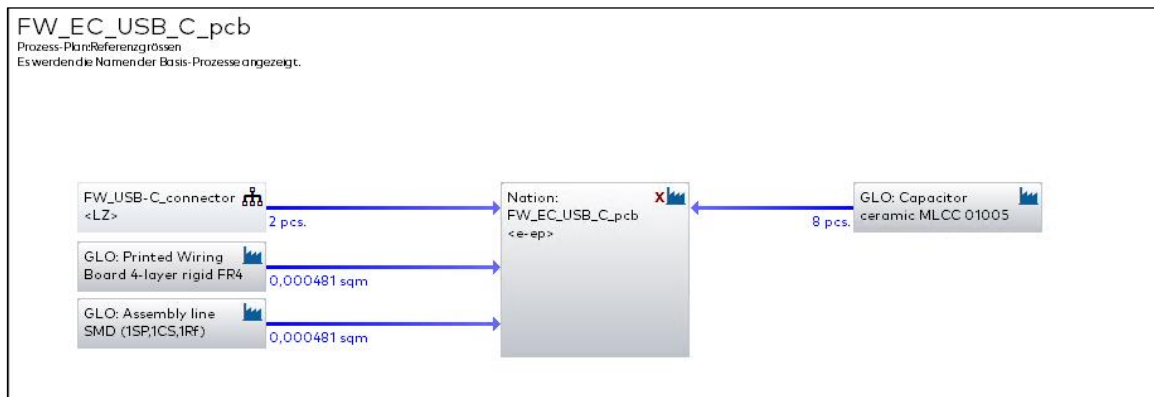 FW_EC_USB_C_pcb
Prozess-Plan:Referenzgrössen
Es werden die Namen der Basis-Prozesse angezeigt.
FW_USB-C_connector
<LZ>
2 pcs.
GLO: Printed Wiring
Board 4-layer rigid FR4
0,000481 sqm
GLO: Assembly line
SMD (1SP,1CS,1Rf)
0,000481 sqm
Nation:
X
FW_EC_USB_C_pcb
<e-ep>
8 pcs.
GLO: Capacitor
ceramic MLCC 01005